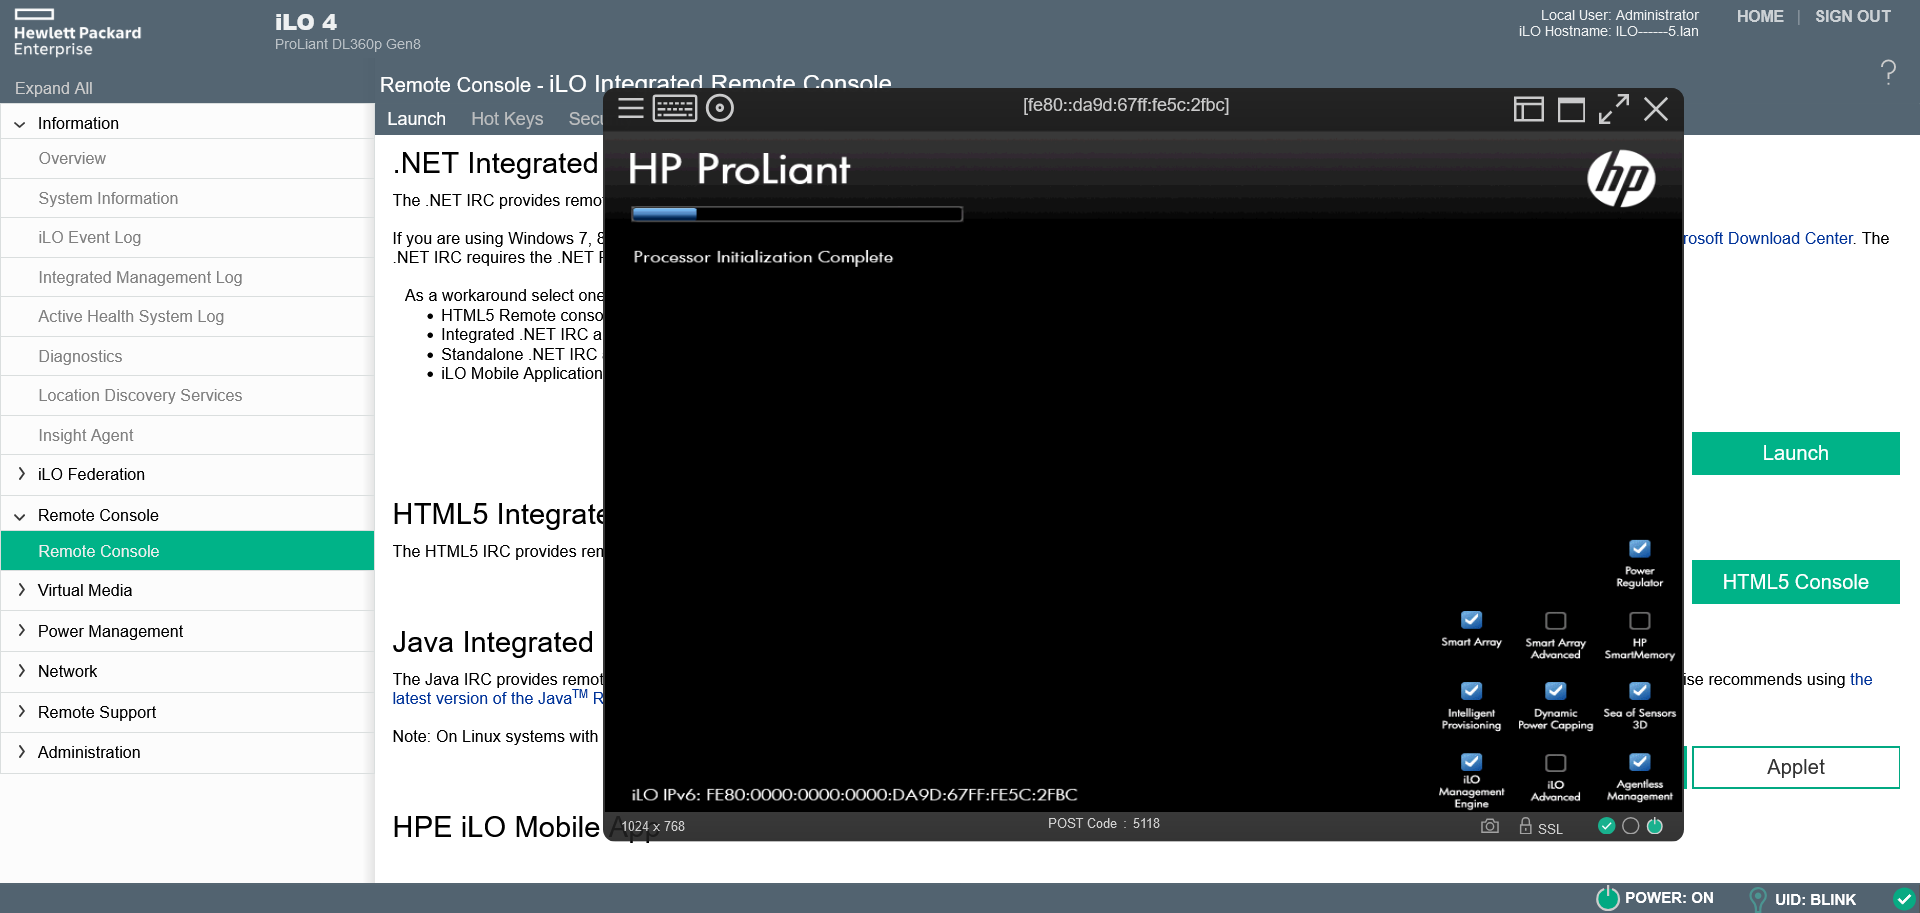 Hewlett Packard
Enterprise
iLO 4
ProLiant DL360p Gen8
Local User: Administrator
iLO Hostname: ILO------5.lan
HOME | SIGN OUT
?
Expand All
Information
Overview
System Information
iLO Event Log
Integrated Management Log
Active Health System Log
Diagnostics
Location Discovery Services
Insight Agent
iLO Federation
Remote Console
Remote Console
Virtual Media
Power Management
Network
Remote Support
Administration
Remote Console - iLO Integrated Remote Console
Launch Hot Keys Secu
.NET Integrated
The .NET IRC provides remo
If you are using Windows 7, 8
rosoft Download Center. The
.NET IRC requires the .NET
As a workaround select one
• HTML5 Remote conso
• Integrated .NET IRC a
• Standalone .NET IRC
• iLO Mobile Application
Launch
HTML5 Integrate
The HTML5 IRC provides rem
HTML5 Console
Java Integrated
The Java IRC provides remot
ise recommends using the
latest version of the Java™ R
Note: On Linux systems with
Applet
HPE iLO Mobile App
[fe80::da9d:67ff:fe5c:2fbc]
HP ProLiant
hp
Processor Initialization Complete
Power
Regulator
Smart Array
Smart Array
Advanced
HP
SmartMemory
Intelligent
Provisioning
Dynamic
Power Capping
Sea of Sensors
3D
iLO
Management
Engine
iLO
Advanced
Agentless
Management
iLO IPv6: FE80:0000:0000:0000:DA9D:67FF:FE5C:2FBC
1024 x 768
POST Code : 5118
SSL
POWER: ON
UID: BLINK